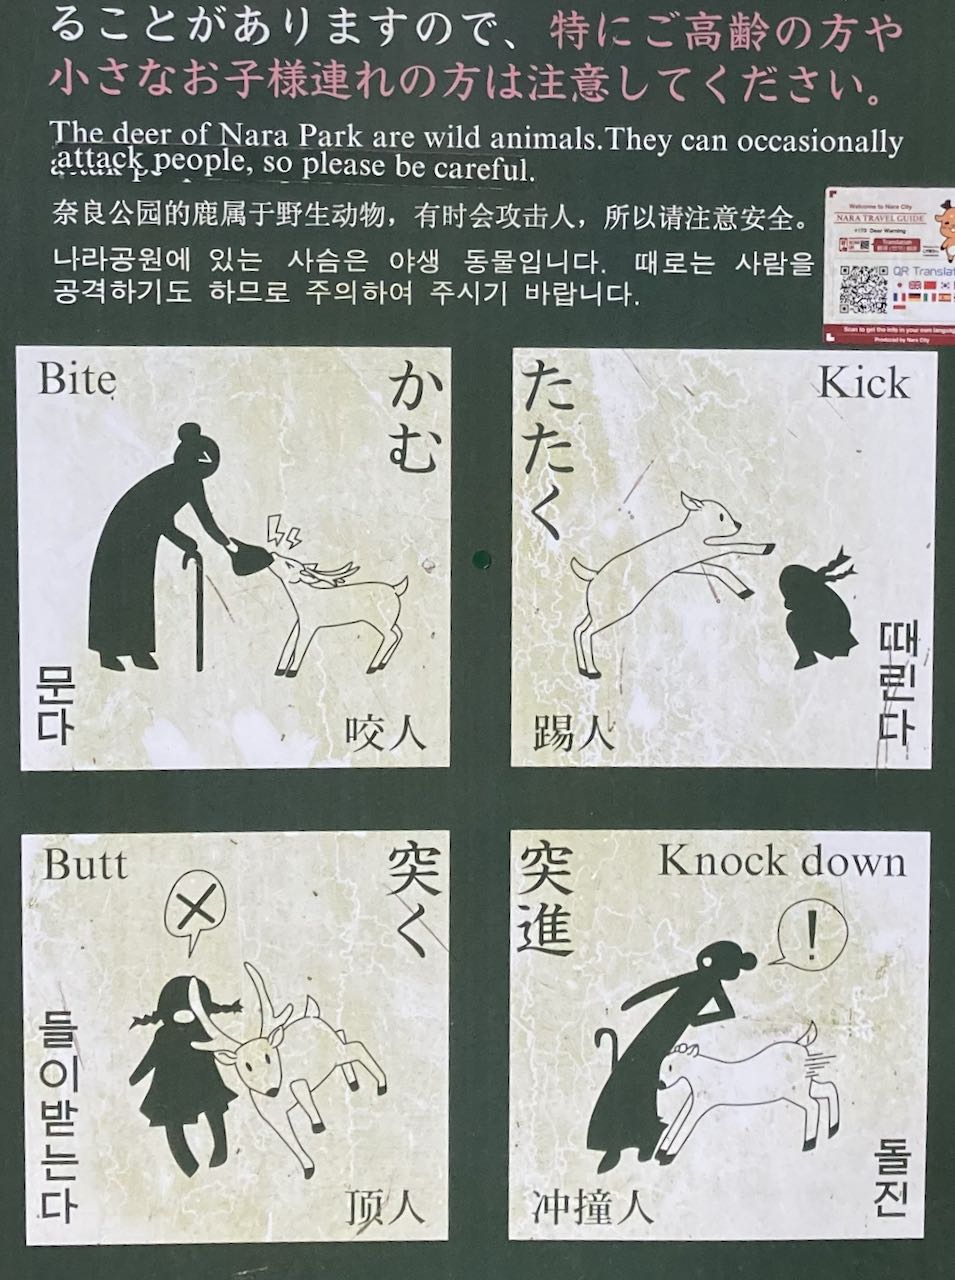 ることがありますので、特にご高齢の方や
小さなお子様連れの方は注意してください。
The deer of Nara Park are wild animals.They can occasionally
attack people, so please be careful.
奈良公园的鹿属于野生动物，有时会攻击人，所以请注意安全。
나라공원에 있는 사슴은 야생 동물입니다. 때로는 사람을
공격하기도 하므로 주의하여 주시기 바랍니다.
Welcome to Nara City
NARA TRAVEL GUIDE
Deer Warning
Translation
QR Transla
Scan to get the info in your own langua
Produced by Nara City
Bite
かむ
문다
咬人
たたく
Kick
때린다
踢人
Butt
突く
들이받는다
顶人
突進
Knock down
돌진
冲撞人